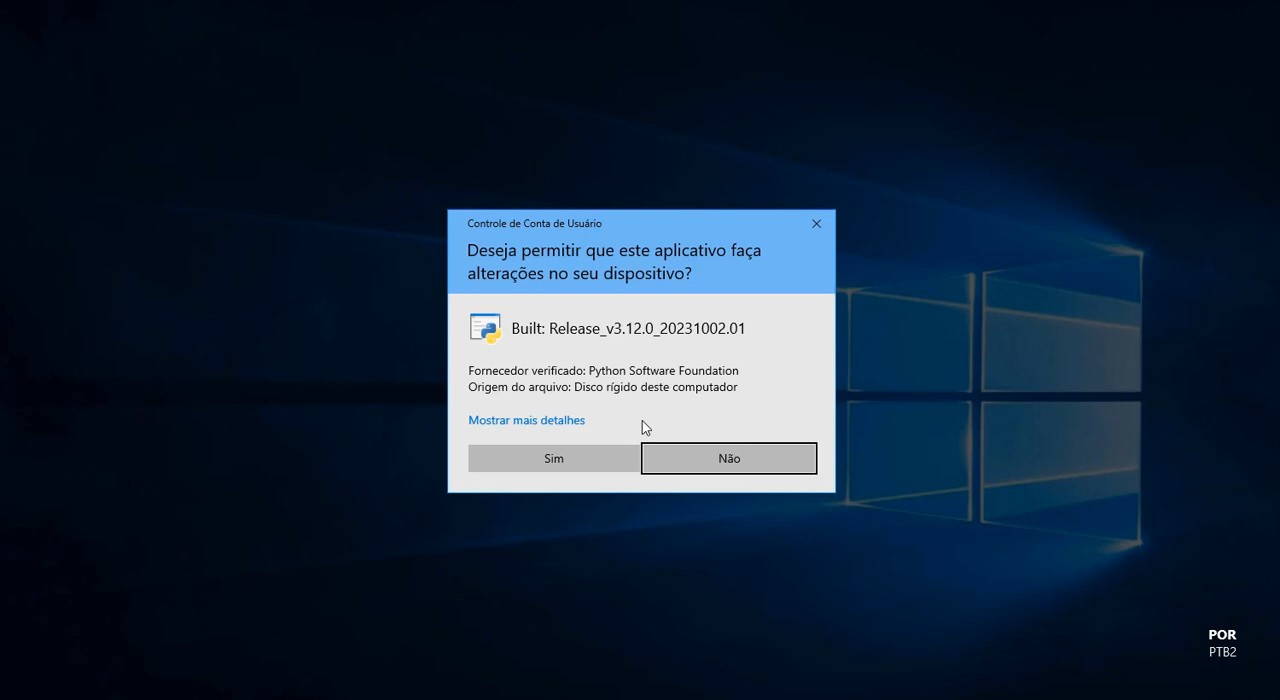 Controle de Conta de Usuário
Deseja permitir que este aplicativo faça
alterações no seu dispositivo?
Built: Release_v3.12.0_20231002.01
Fornecedor verificado: Python Software Foundation
Origem do arquivo: Disco rígido deste computador
Mostrar mais detalhes
Sim
Não
POR
PTB2